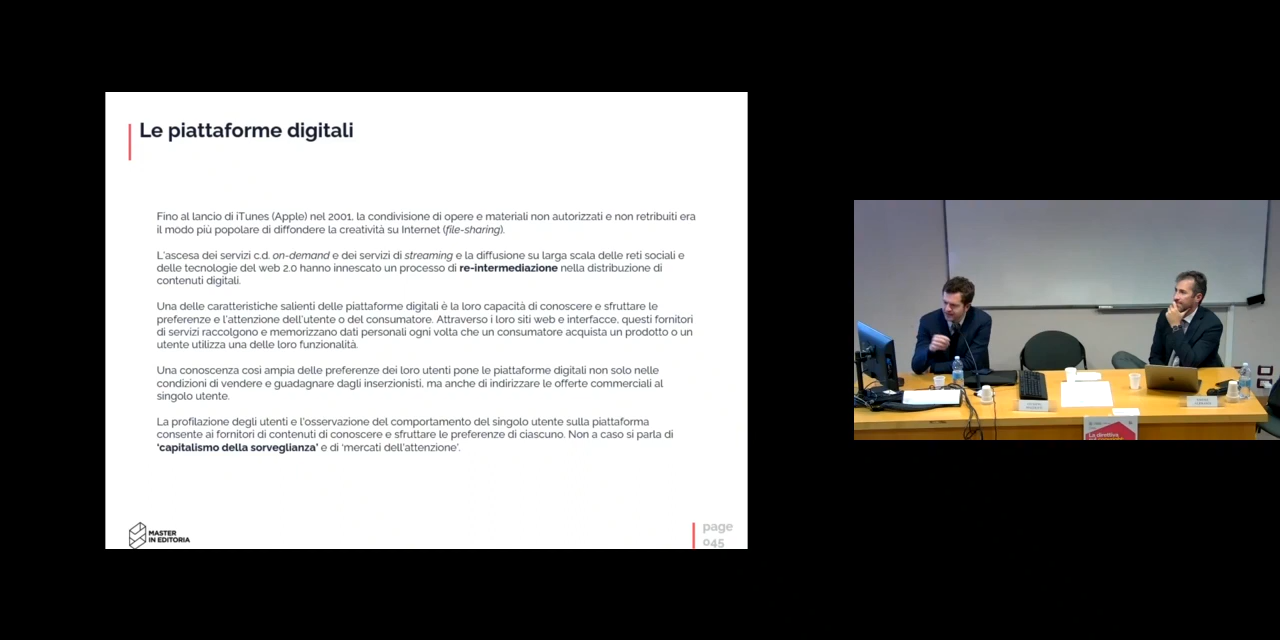 Le piattaforme digitali
Fino al lancio di iTunes (Apple) nel 2001, la condivisione di opere e materiali non autorizzati e non retribuiti era
il modo più popolare di diffondere la creatività su Internet (file-sharing).
L'ascesa dei servizi c.d. on-demand e dei servizi di streaming e la diffusione su larga scala delle reti sociali e
delle tecnologie del web 2.0 hanno innescato un processo di re-intermediazione nella distribuzione di
contenuti digitali.
Una delle caratteristiche salienti delle piattaforme digitali è la loro capacità di conoscere e sfruttare le
preferenze e l'attenzione dell'utente o del consumatore. Attraverso i loro siti web e interfacce, questi fornitori
di servizi raccolgono e memorizzano dati personali ogni volta che un consumatore acquista un prodotto o un
utente utilizza una delle loro funzionalità.
Una conoscenza così ampia delle preferenze dei loro utenti pone le piattaforme digitali non solo nelle
condizioni di vendere e guadagnare dagli inserzionisti, ma anche di indirizzare le offerte commerciali al
singolo utente.
La profilazione degli utenti e l'osservazione del comportamento del singolo utente sulla piattaforma
consente ai fornitori di contenuti di conoscere e sfruttare le preferenze di ciascuno. Non a caso si parla di
'capitalismo della sorveglianza' e di 'mercati dell'attenzione'.
MASTER
IN EDITORIA
page
045
La direttiva